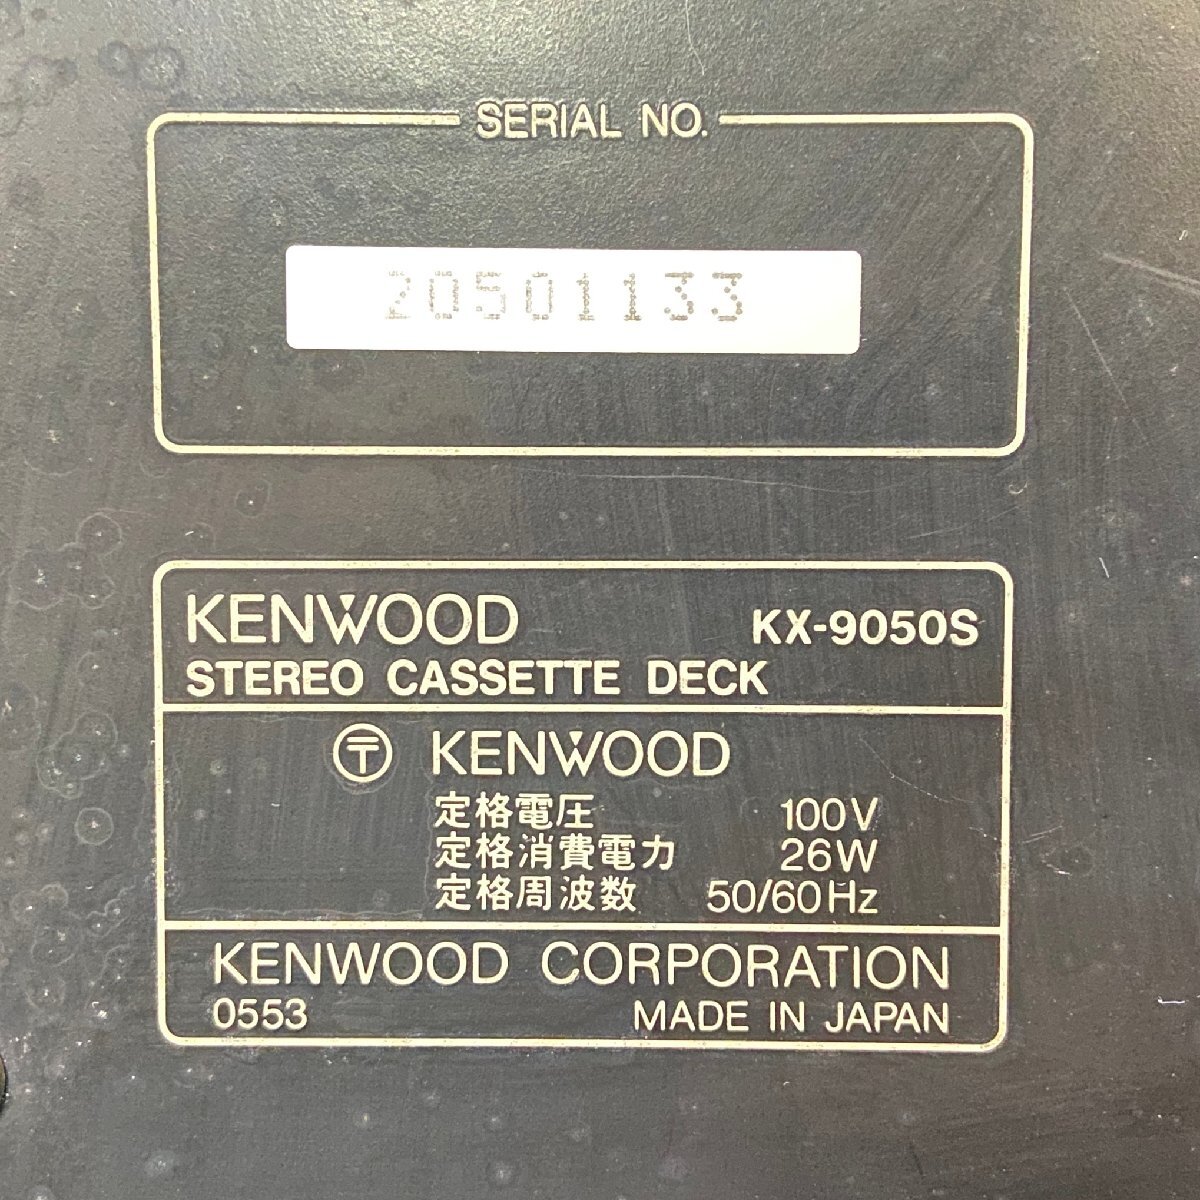 SERIAL NO.
20501133
KENWOOD KX-9050S
STEREO CASSETTE DECK
〒 KENWOOD
定格電圧 100V
定格消費電力 26W
定格周波数 50/60Hz
KENWOOD CORPORATION
0553 MADE IN JAPAN